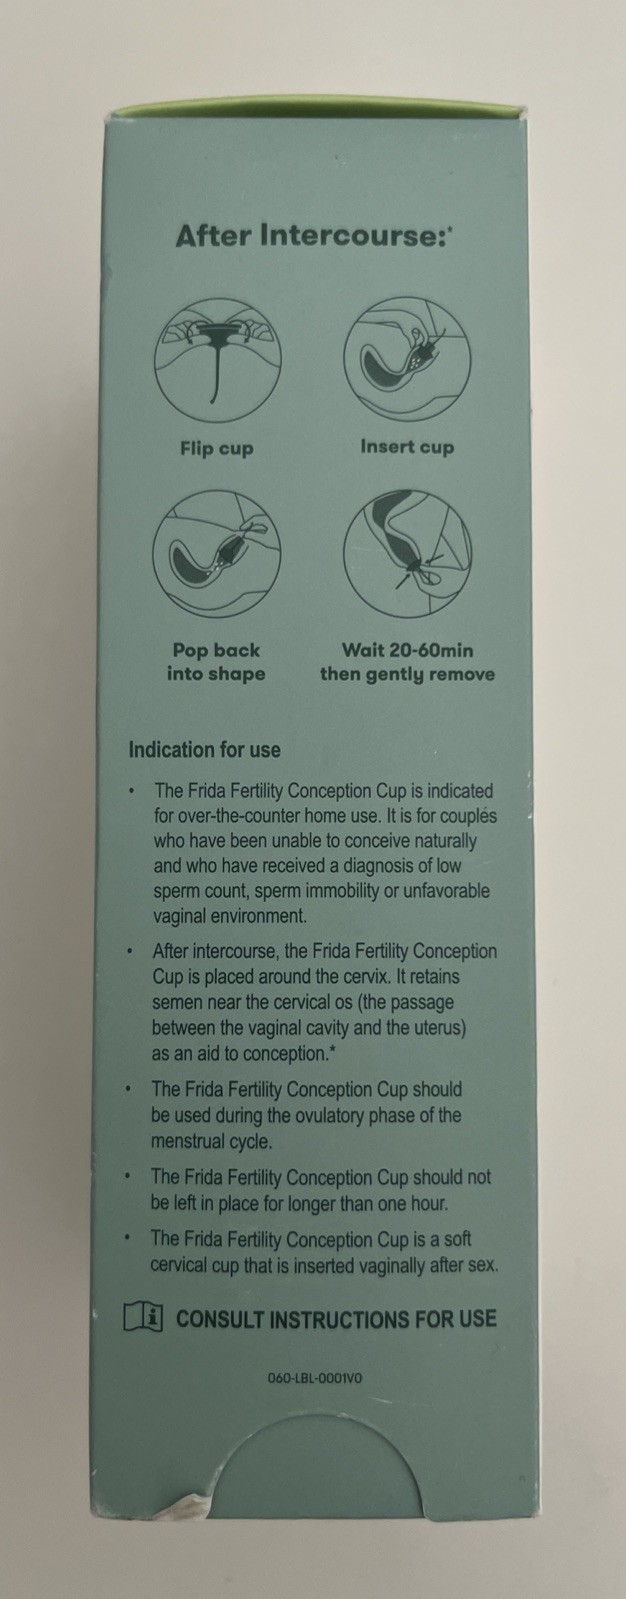 After Intercourse:*
Flip cup
Insert cup
Pop back
into shape
Wait 20-60min
then gently remove
Indication for use
• The Frida Fertility Conception Cup is indicated
for over-the-counter home use. It is for couples
who have been unable to conceive naturally
and who have received a diagnosis of low
sperm count, sperm immobility or unfavorable
vaginal environment.
• After intercourse, the Frida Fertility Conception
Cup is placed around the cervix. It retains
semen near the cervical os (the passage
between the vaginal cavity and the uterus)
as an aid to conception.*
• The Frida Fertility Conception Cup should
be used during the ovulatory phase of the
menstrual cycle.
• The Frida Fertility Conception Cup should not
be left in place for longer than one hour.
• The Frida Fertility Conception Cup is a soft
cervical cup that is inserted vaginally after sex.
CONSULT INSTRUCTIONS FOR USE
060-LBL-0001V0